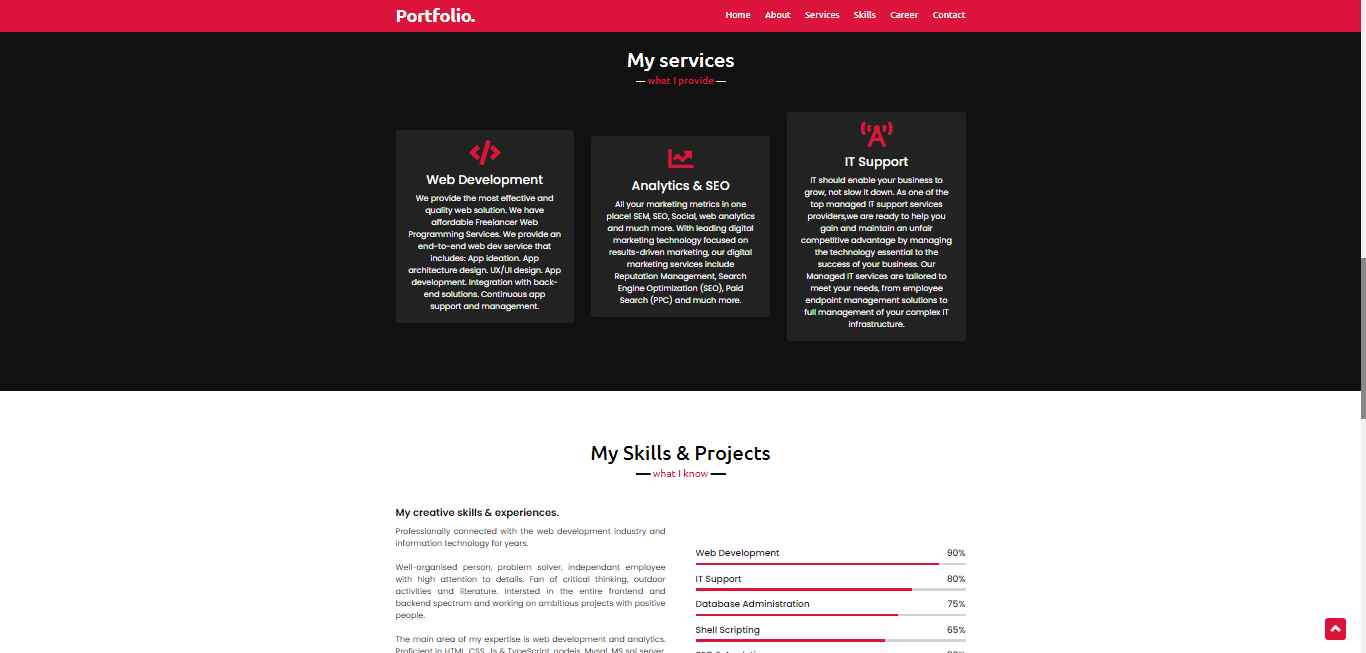 Portfolio.
Home About Services Skills Career Contact
My services
what I provide
Web Development
We provide the most effective and
quality web solution. We have
affordable Freelancer Web
Programming Services. We provide an
end-to-end web dev service that
includes: App ideation. App
architecture design. UX/UI design. App
development. Integration with back-
end solutions. Continuous app
support and management.
Analytics & SEO
All your marketing metrics in one
place! SEM, SEO, Social, web analytics
and much more. With leading digital
marketing technology focused on
results-driven marketing, our digital
marketing services include
Reputation Management, Search
Engine Optimization (SEO), Paid
Search (PPC) and much more.
IT Support
IT should enable your business to
grow, not slow it down. As one of the
top managed IT support services
providers,we are ready to help you
gain and maintain an unfair
competitive advantage by managing
the technology essential to the
success of your business. Our
Managed IT services are tailored to
meet your needs, from employee
endpoint management solutions to
full management of your complex IT
infrastructure.
My Skills & Projects
what I know
My creative skills & experiences.
Professionally connected with the web development industry and
information technology for years.
Well-organised person, problem solver, independant employee
with high attention to details. Fan of critical thinking, outdoor
activities and literature. Intersted in the entire frontend and
backend spectrum and working on ambitious projects with positive
people.
The main area of my expertise is web development and analytics.
Proficient in HTML, CSS, Js & TypeScript, nodejs, Mysql, MS sql server,
Web Development 90%
IT Support 80%
Database Administration 75%
Shell Scripting 65%